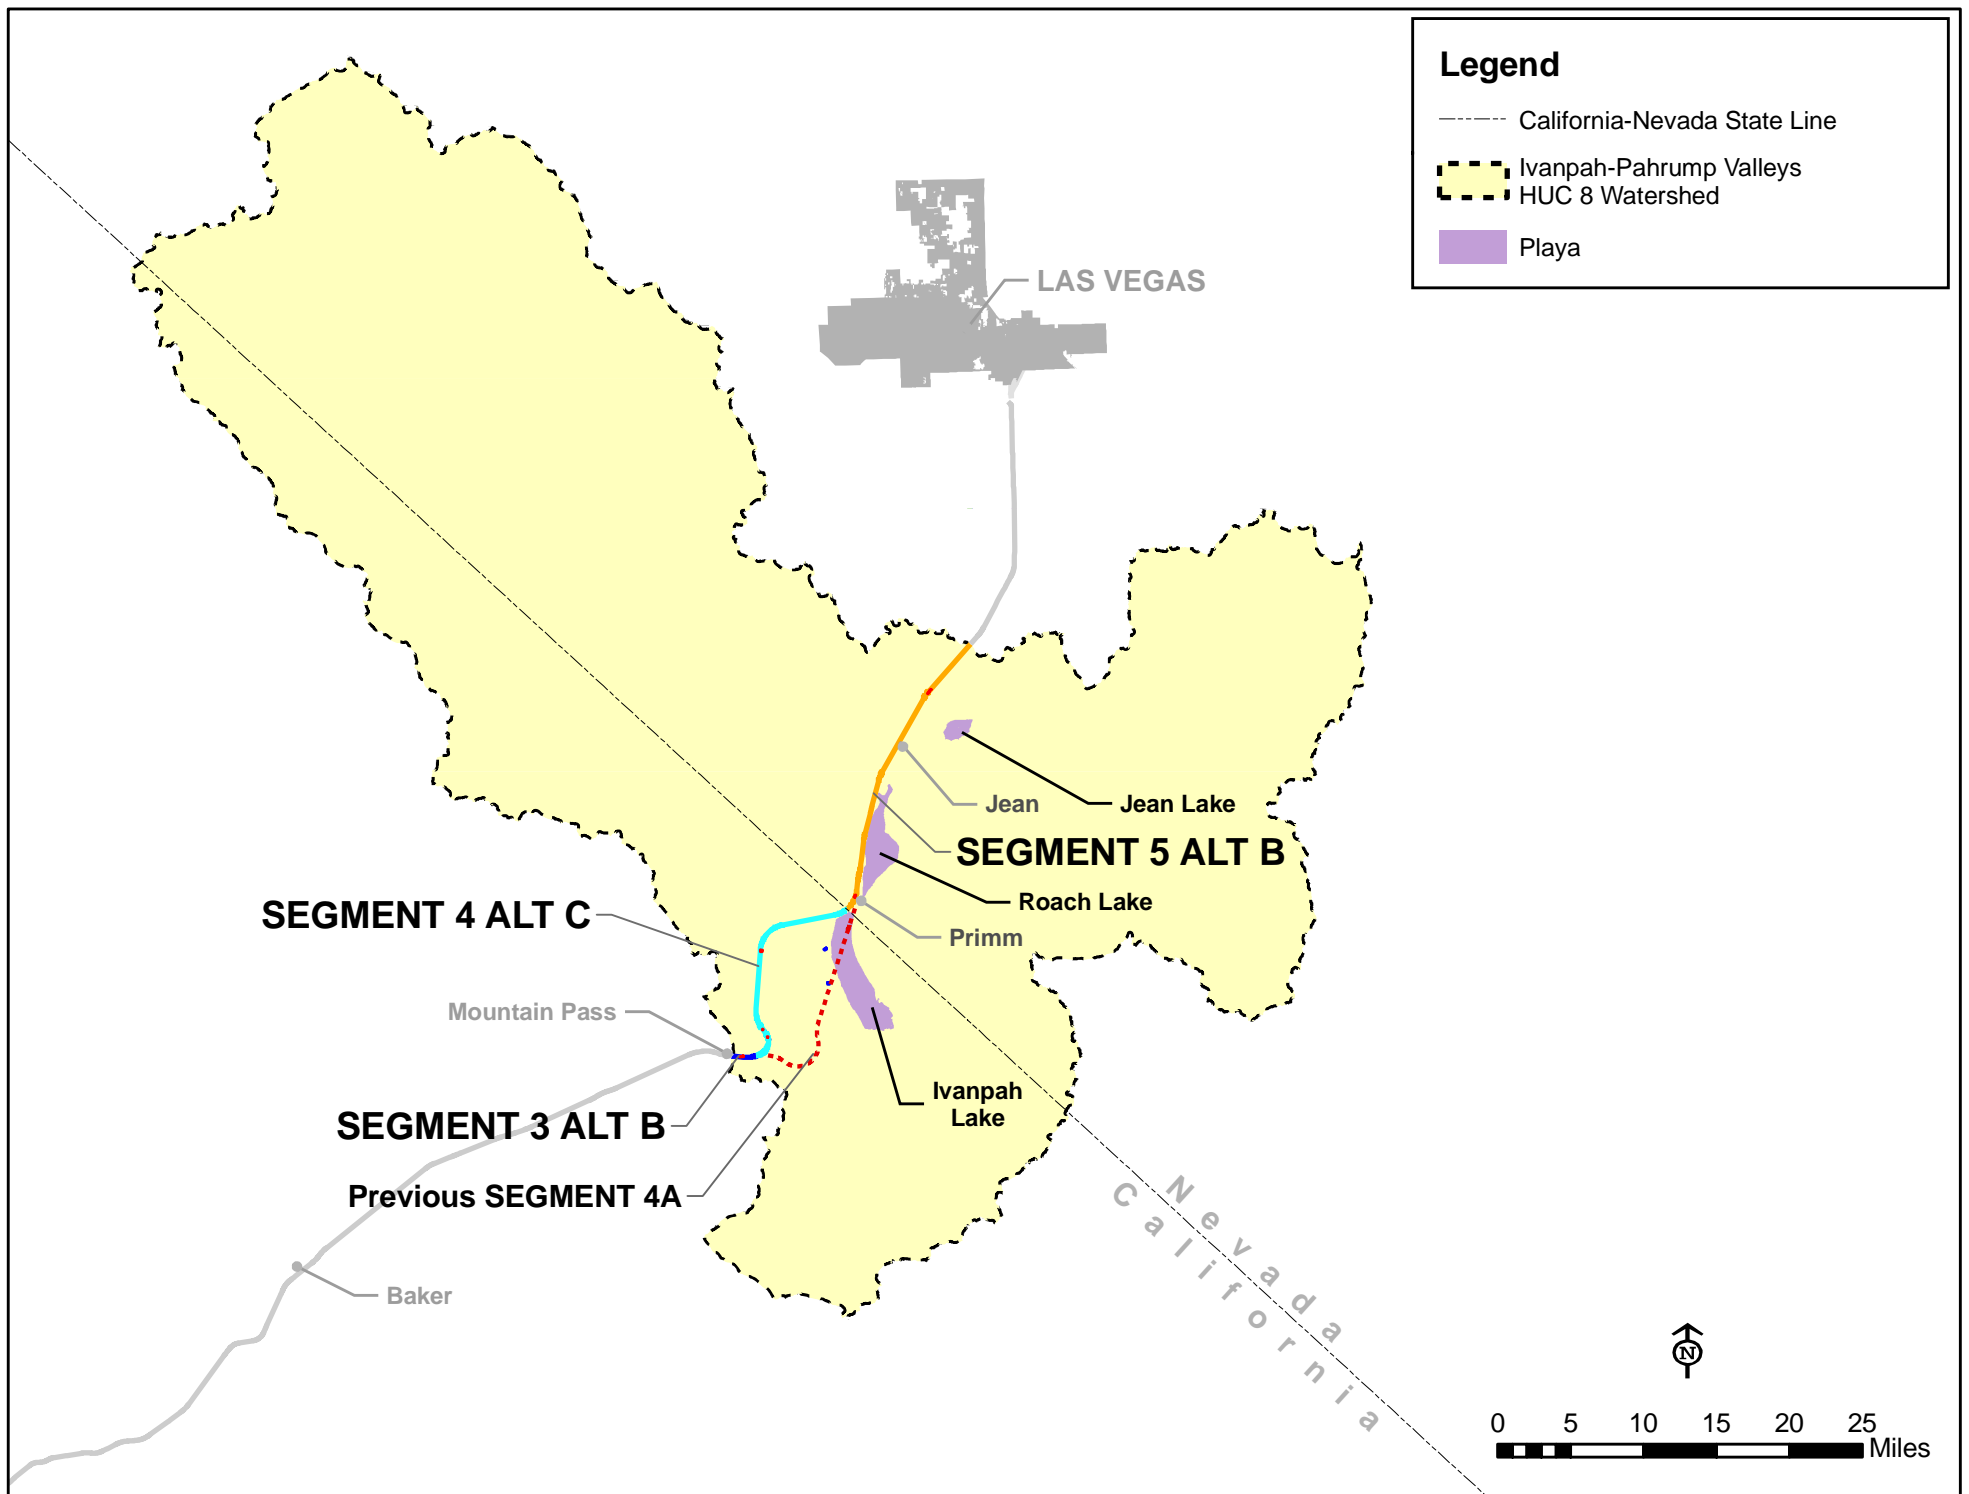 Legend
California-Nevada State Line
Ivanpah-Pahrump Valleys
HUC 8 Watershed
Playa
LAS VEGAS
Jean
Jean Lake
SEGMENT 5 ALT B
Roach Lake
SEGMENT 4 ALT C
Primm
Mountain Pass
Ivanpah
Lake
SEGMENT 3 ALT B
Previous SEGMENT 4A
Nevada
California
Baker
N
0 5 10 15 20 25
Miles